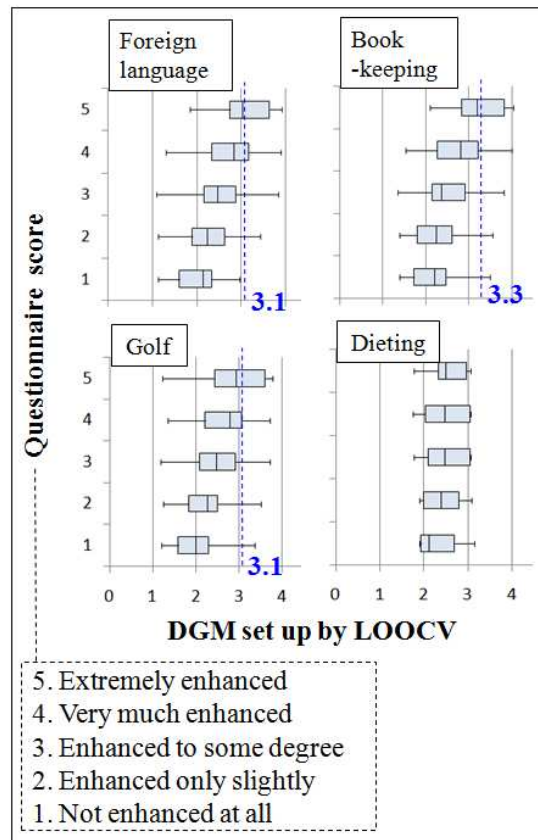 Foreign
language
5
4
3
2
1
3.1
Book
-keeping
3.3
Questionnaire score
Golf
5
4
3
2
1
3.1
0 1 2 3 4
Dieting
0 1 2 3 4
DGM set up by LOOCV
5. Extremely enhanced
4. Very much enhanced
3. Enhanced to some degree
2. Enhanced only slightly
1. Not enhanced at all